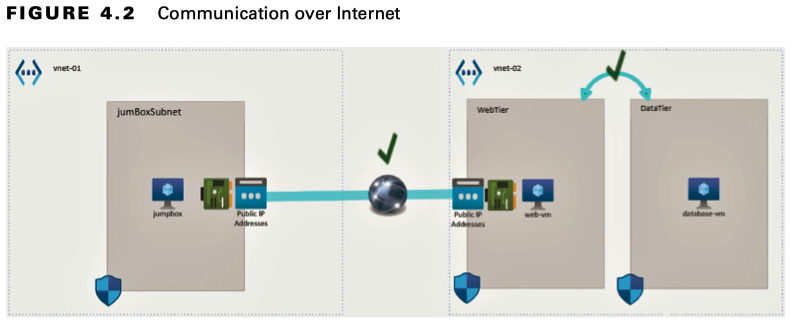 FIGURE 4.2 Communication over Internet
vnet-01
vnet-02
jumBoxSubnet
WebTier
DataTier
jumpbox
Public IP
Addresses
Public IP
Addresses
web-vm
database-vm